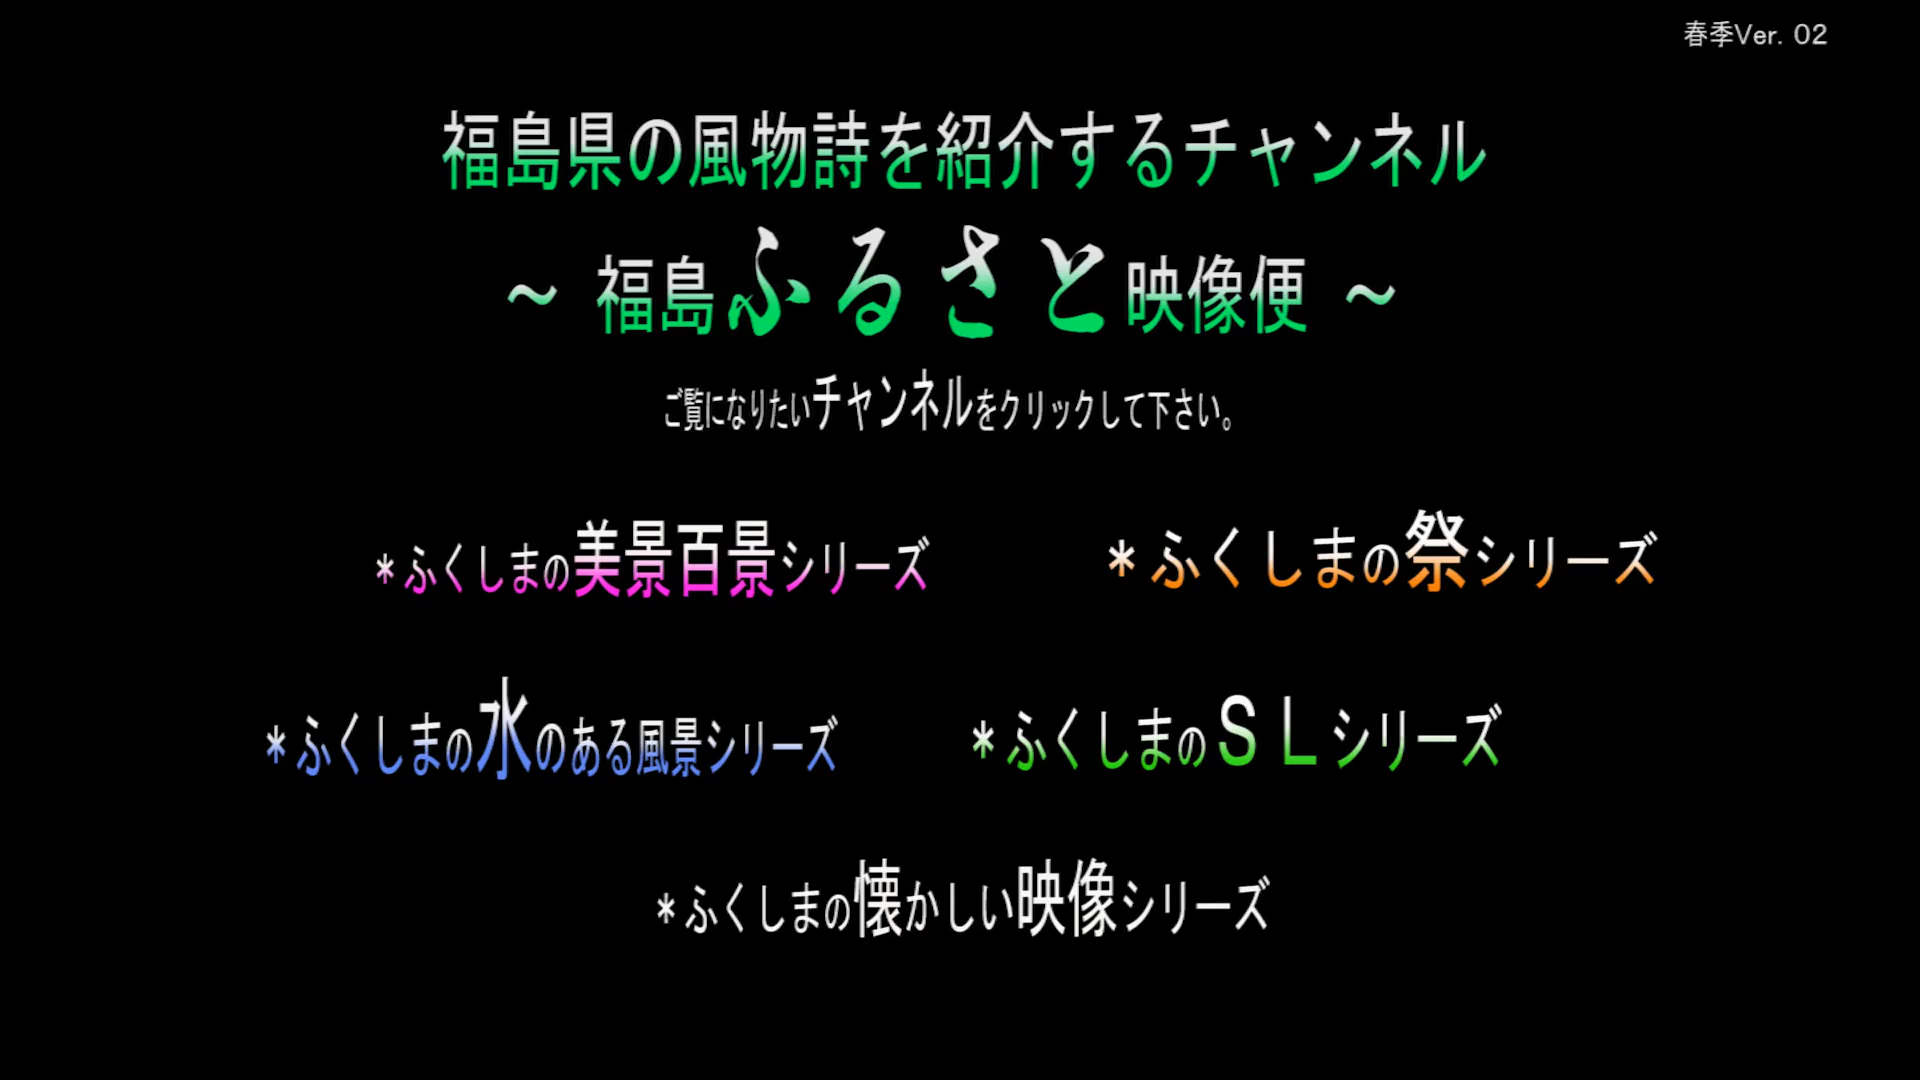 春季Ver. 02
福島県の風物詩を紹介するチャンネル
～ 福島ふるさと映像便 ～
ご覧になりたいチャンネルをクリックして下さい。
＊ふくしまの美景百景シリーズ
＊ふくしまの祭シリーズ
＊ふくしまの水のある風景シリーズ
＊ふくしまのＳＬシリーズ
＊ふくしまの懐かしい映像シリーズ